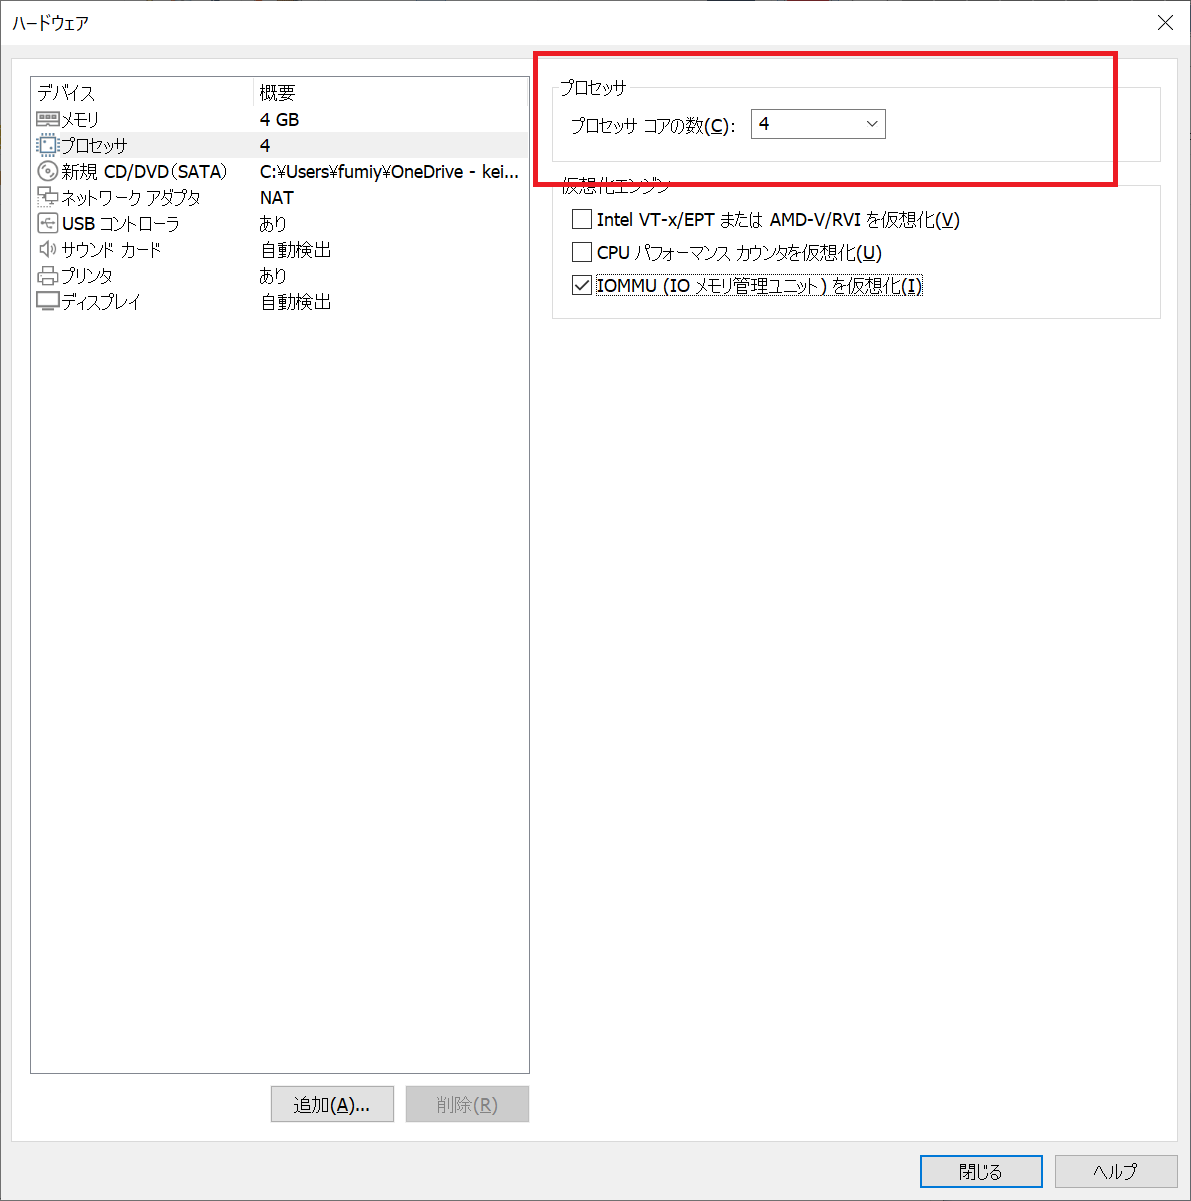 ハードウェア
デバイス 概要
メモリ 4 GB
プロセッサ 4
新規 CD/DVD(SATA) C:¥Users¥fumiy¥OneDrive - kei...
ネットワーク アダプタ NAT
USB コントローラ あり
サウンド カード 自動検出
プリンタ あり
ディスプレイ 自動検出
追加(A)... 削除(R)
プロセッサ
プロセッサ コアの数(C): 4
仮想化エンジン
Intel VT-x/EPT または AMD-V/RVI を仮想化(V)
CPU パフォーマンス カウンタを仮想化(U)
IOMMU (IO メモリ管理ユニット) を仮想化(I)
閉じる ヘルプ